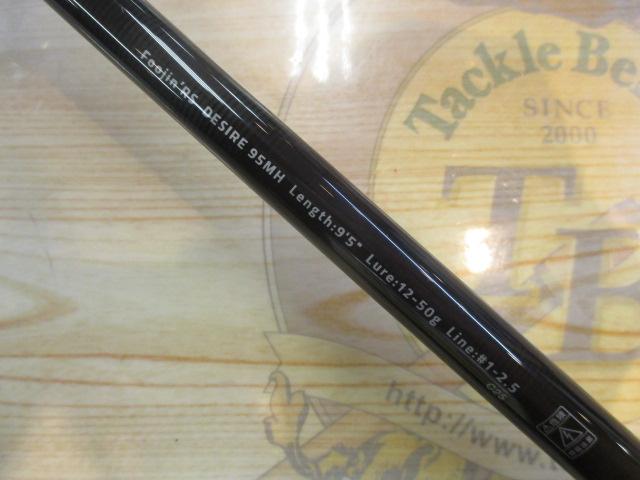 Foojin'RS DESIRE 95MH Length:9'5" Lure:12-50g Line:#1-2.5
Tackle Be
SINCE
2000
TB
http://www.t